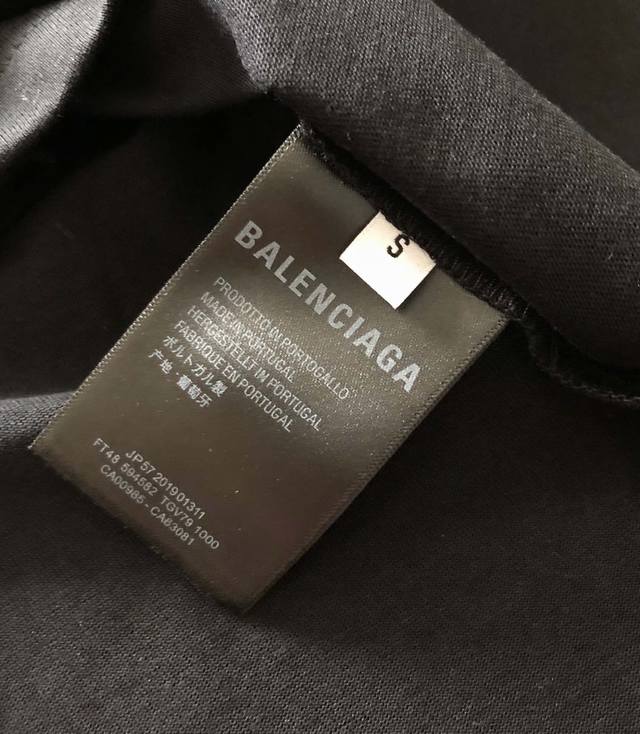 S
BALENCIAGA
PRODOTTO IN PORTOGALLO
MADE IN PORTUGAL
HERGESTELLT IN PORTUGAL
FABRIQUE EN PORTUGAL
ポルトガル製
产地:葡萄牙
JP57 201901311
FT48 594582 TGV79 1000
CA00985 - CA63081